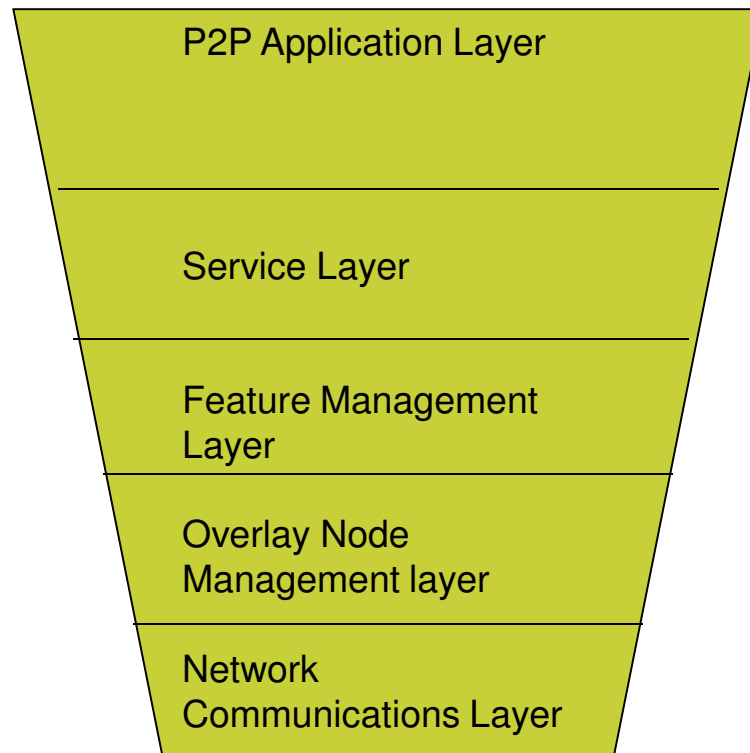 P2P Application Layer
Service Layer
Feature Management
Layer
Overlay Node
Management layer
Network
Communications Layer